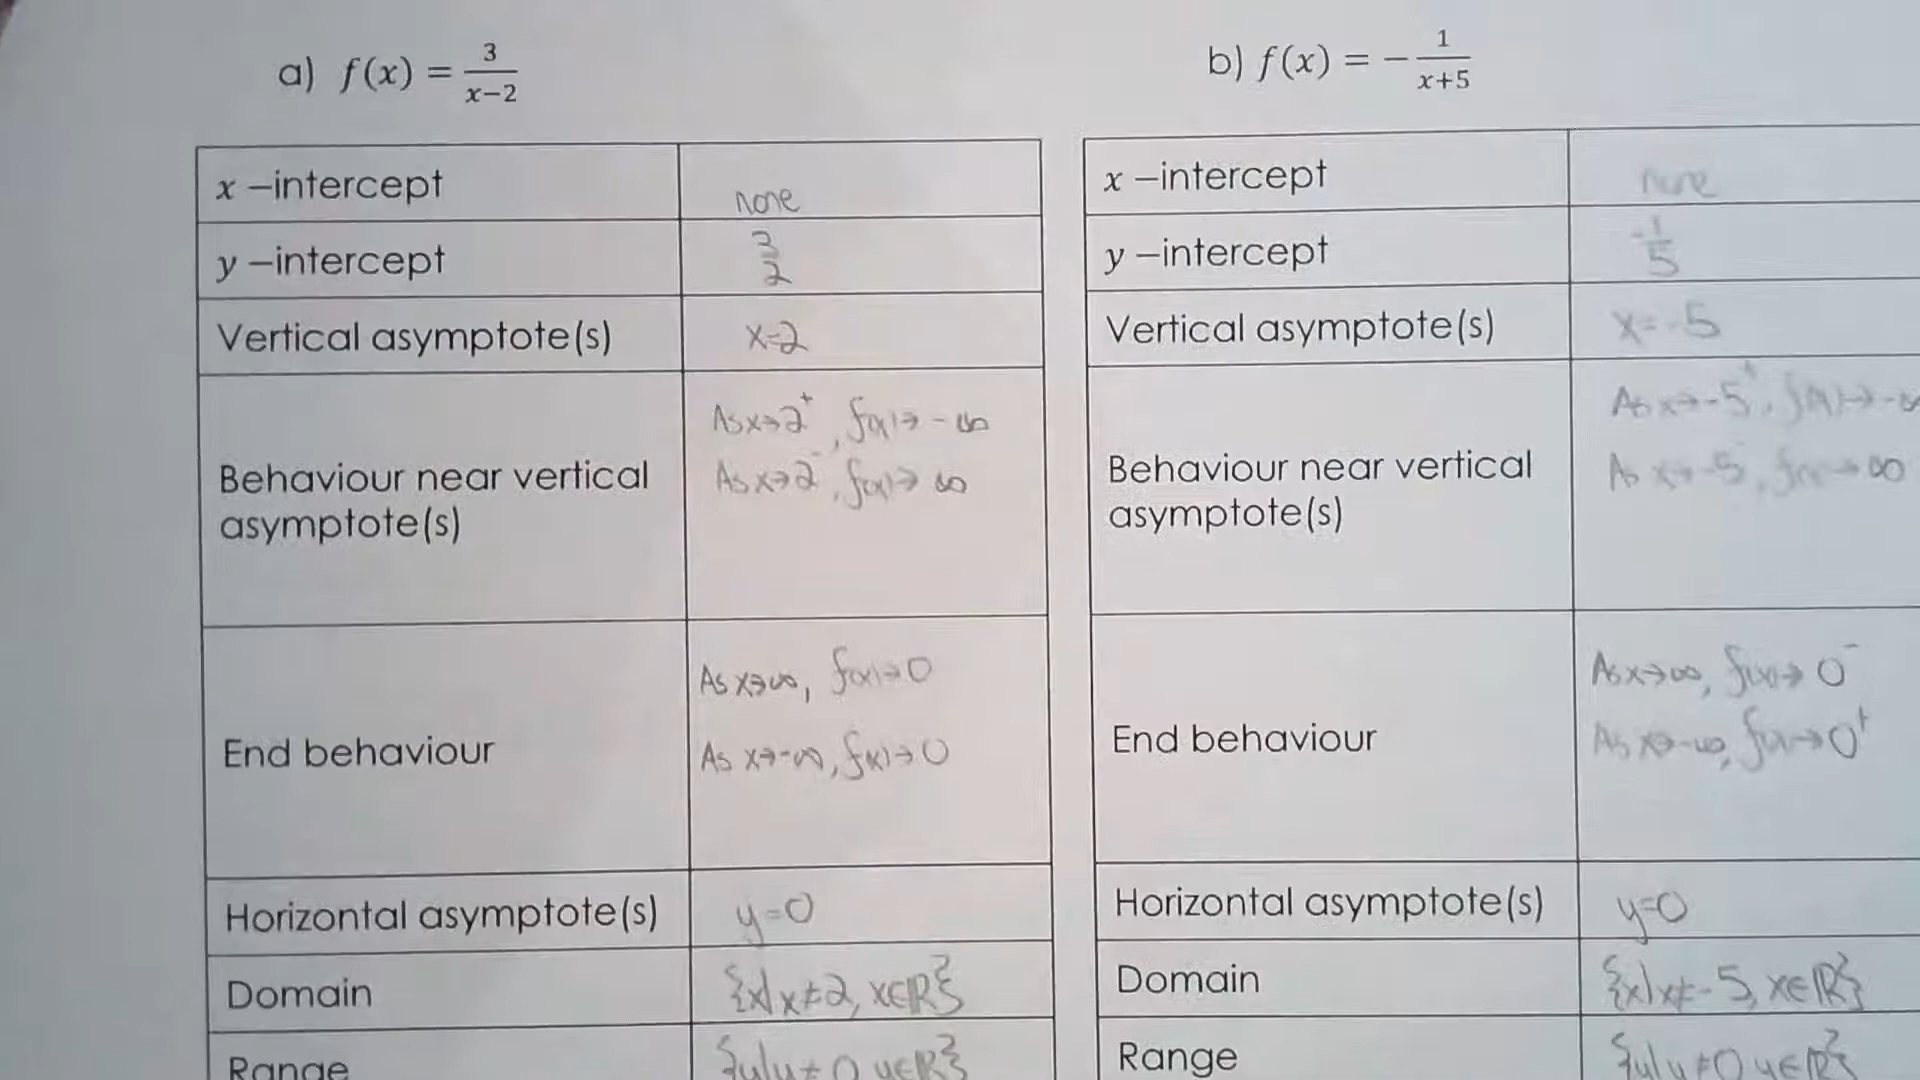 a) f(x) = 3/(x−2)
x –intercept none
y –intercept 3/2
Vertical asymptote(s) x=2
Behaviour near vertical asymptote(s)
As x→2⁺, f(x)→-∞
As x→2⁻, f(x)→∞
End behaviour
As x→∞, f(x)→0
As x→-∞, f(x)→0
Horizontal asymptote(s) y=0
Domain {x|x≠2, x∈ℝ}
Range {y|y≠0, y∈ℝ}
b) f(x) = −1/(x+5)
x –intercept none
y –intercept -1/5
Vertical asymptote(s) x=-5
Behaviour near vertical asymptote(s)
As x→-5⁺, f(x)→-∞
As x→-5⁻, f(x)→∞
End behaviour
As x→∞, f(x)→0⁻
As x→-∞, f(x)→0⁺
Horizontal asymptote(s) y=0
Domain {x|x≠-5, x∈ℝ}
Range {y|y≠0, y∈ℝ}